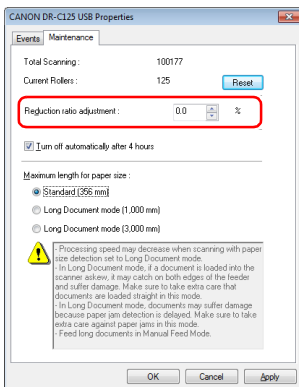 CANON DR-C125 USB Properties
Events Maintenance
Total Scanning : 100177
Current Rollers : 125 Reset
Reduction ratio adjustment : 0.0 %
Turn off automatically after 4 hours
Maximum length for paper size :
Standard (356 mm)
Long Document mode (1,000 mm)
Long Document mode (3,000 mm)
- Processing speed may decrease when scanning with paper
size detection set to Long Document mode.
- In Long Document mode, if a document is loaded into the
scanner askew, it may catch on both edges of the feeder
and suffer damage. Make sure to take extra care that
documents are loaded straight in this mode.
- In Long Document mode, documents may suffer damage
because paper jam detection is delayed. Make sure to take
extra care against paper jams in this mode.
- Feed long documents in Manual Feed Mode.
OK Cancel Apply